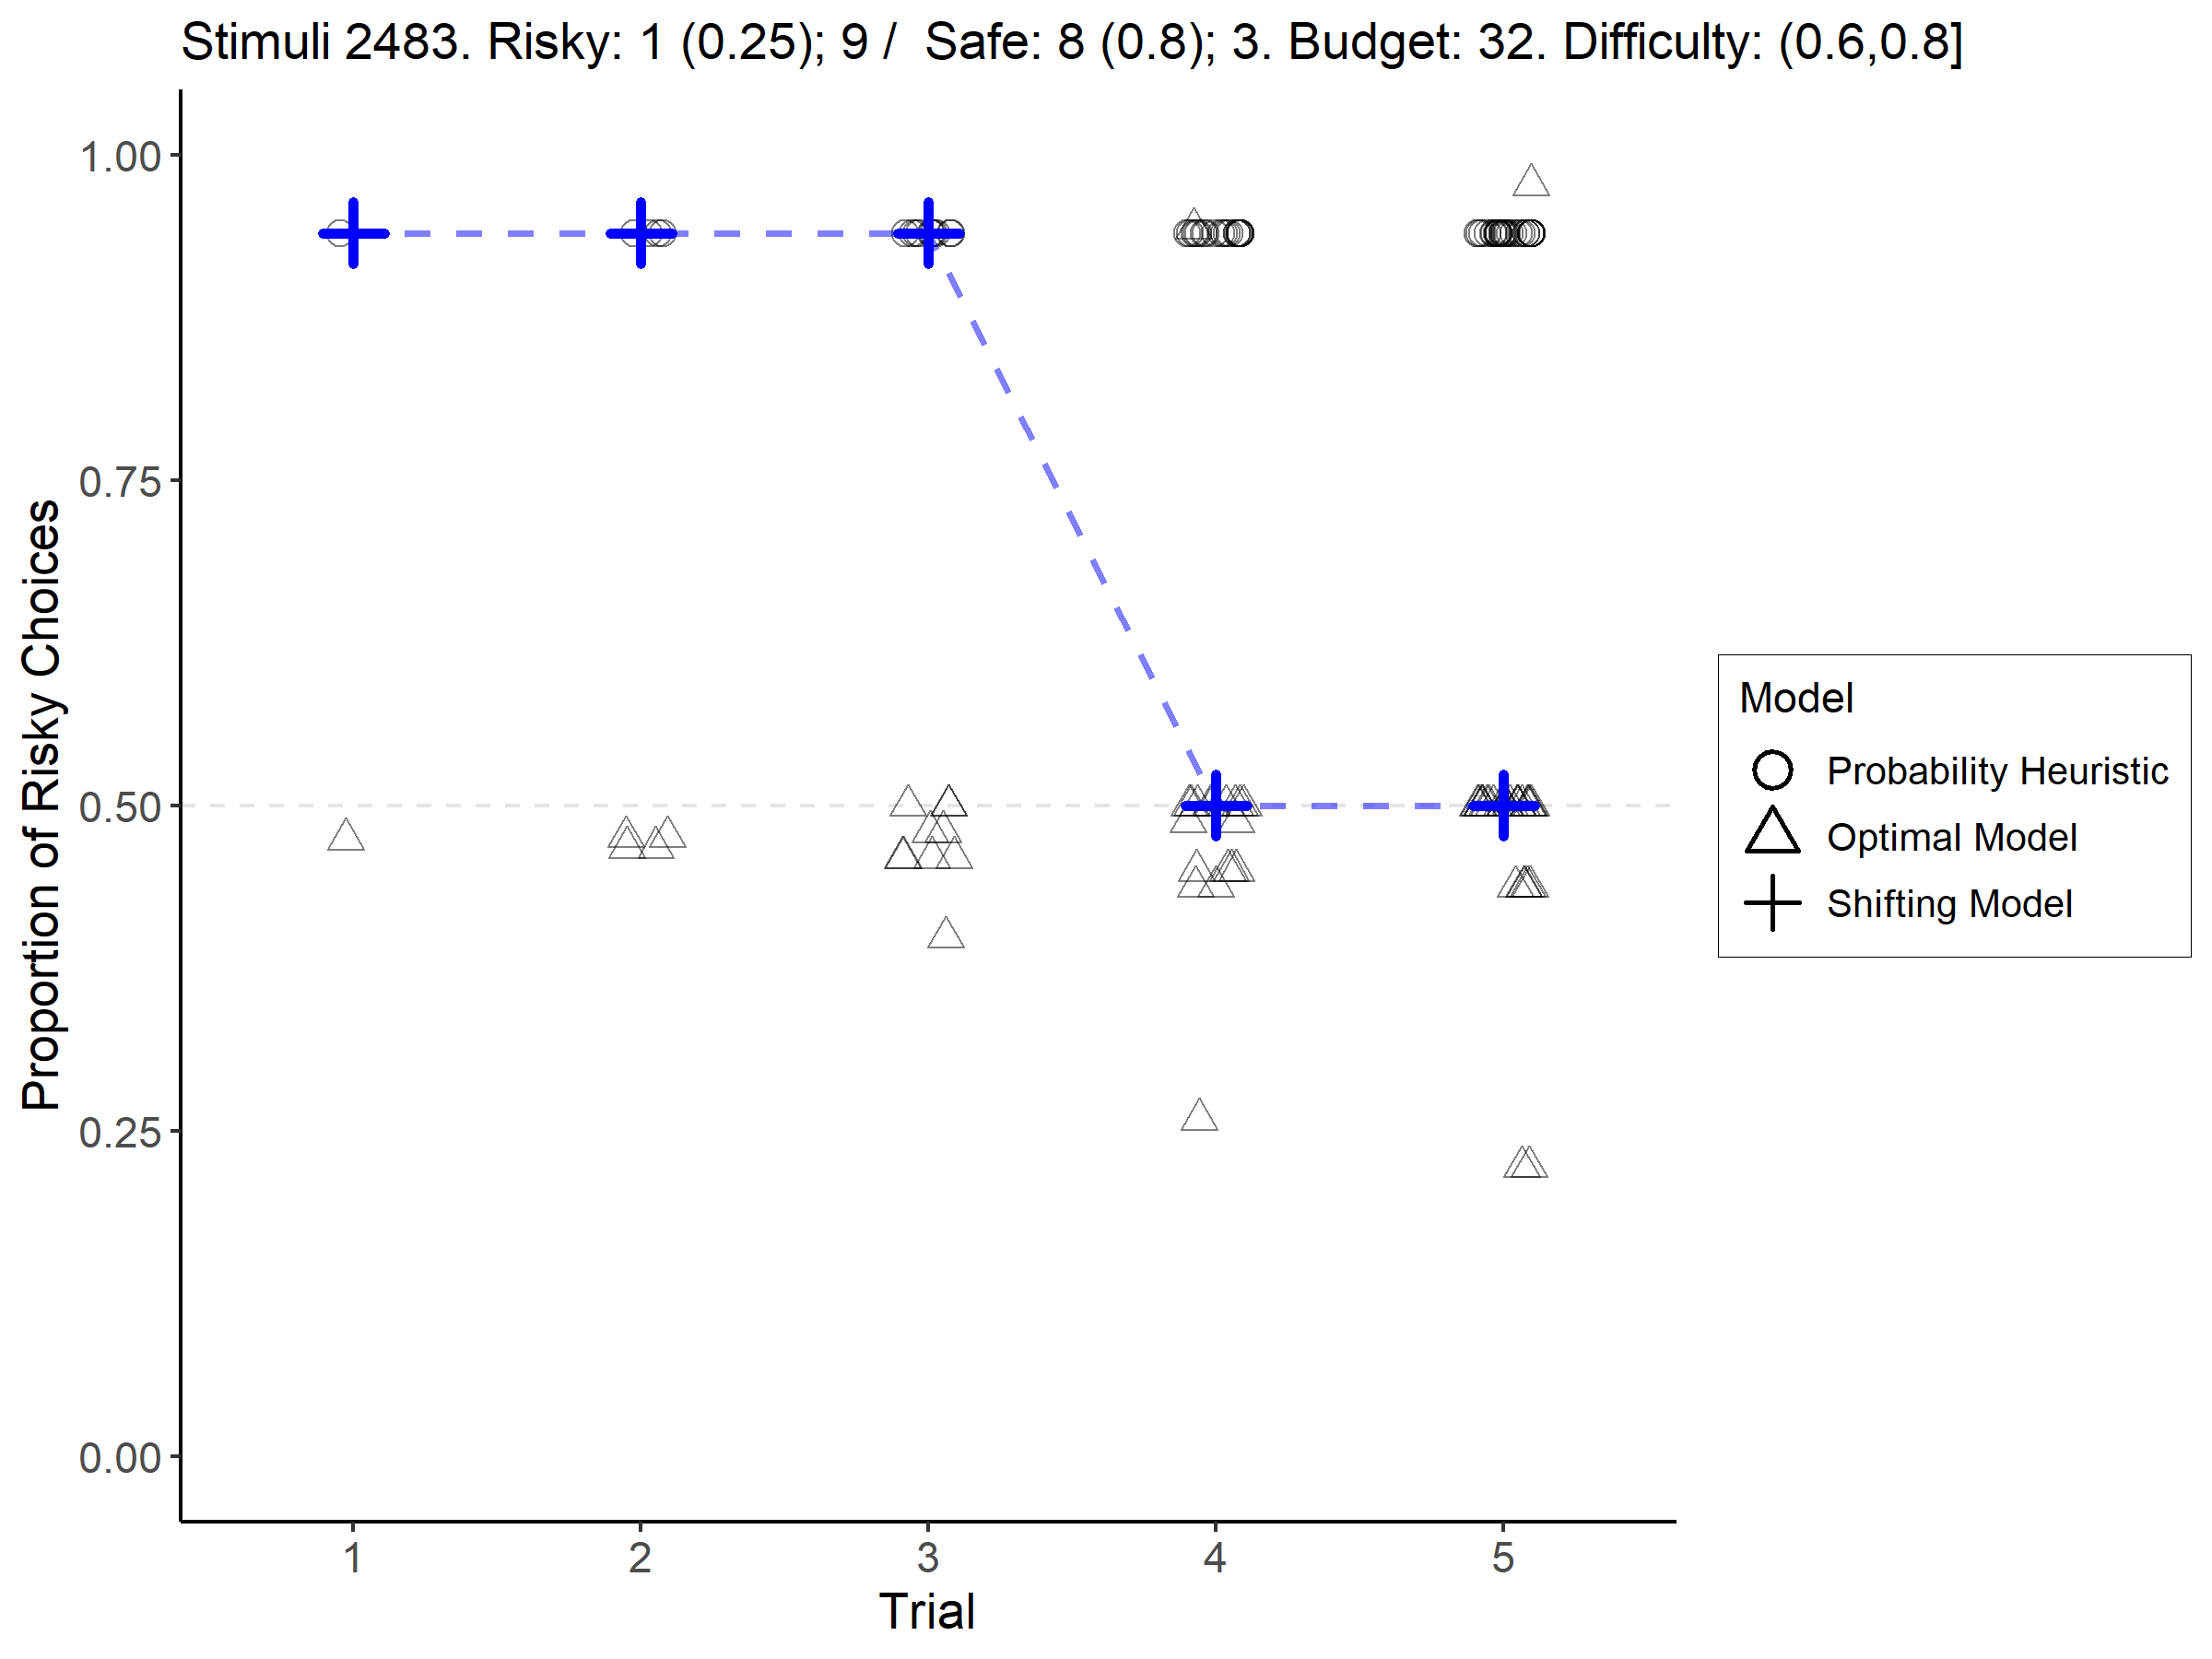 Stimuli 2483. Risky: 1 (0.25); 9 /  Safe: 8 (0.8); 3. Budget: 32. Difficulty: (0.6,0.8]
Proportion of Risky Choices
1.00
0.75
0.50
0.25
0.00
1
2
3
4
5
Trial
Model
Probability Heuristic
Optimal Model
Shifting Model